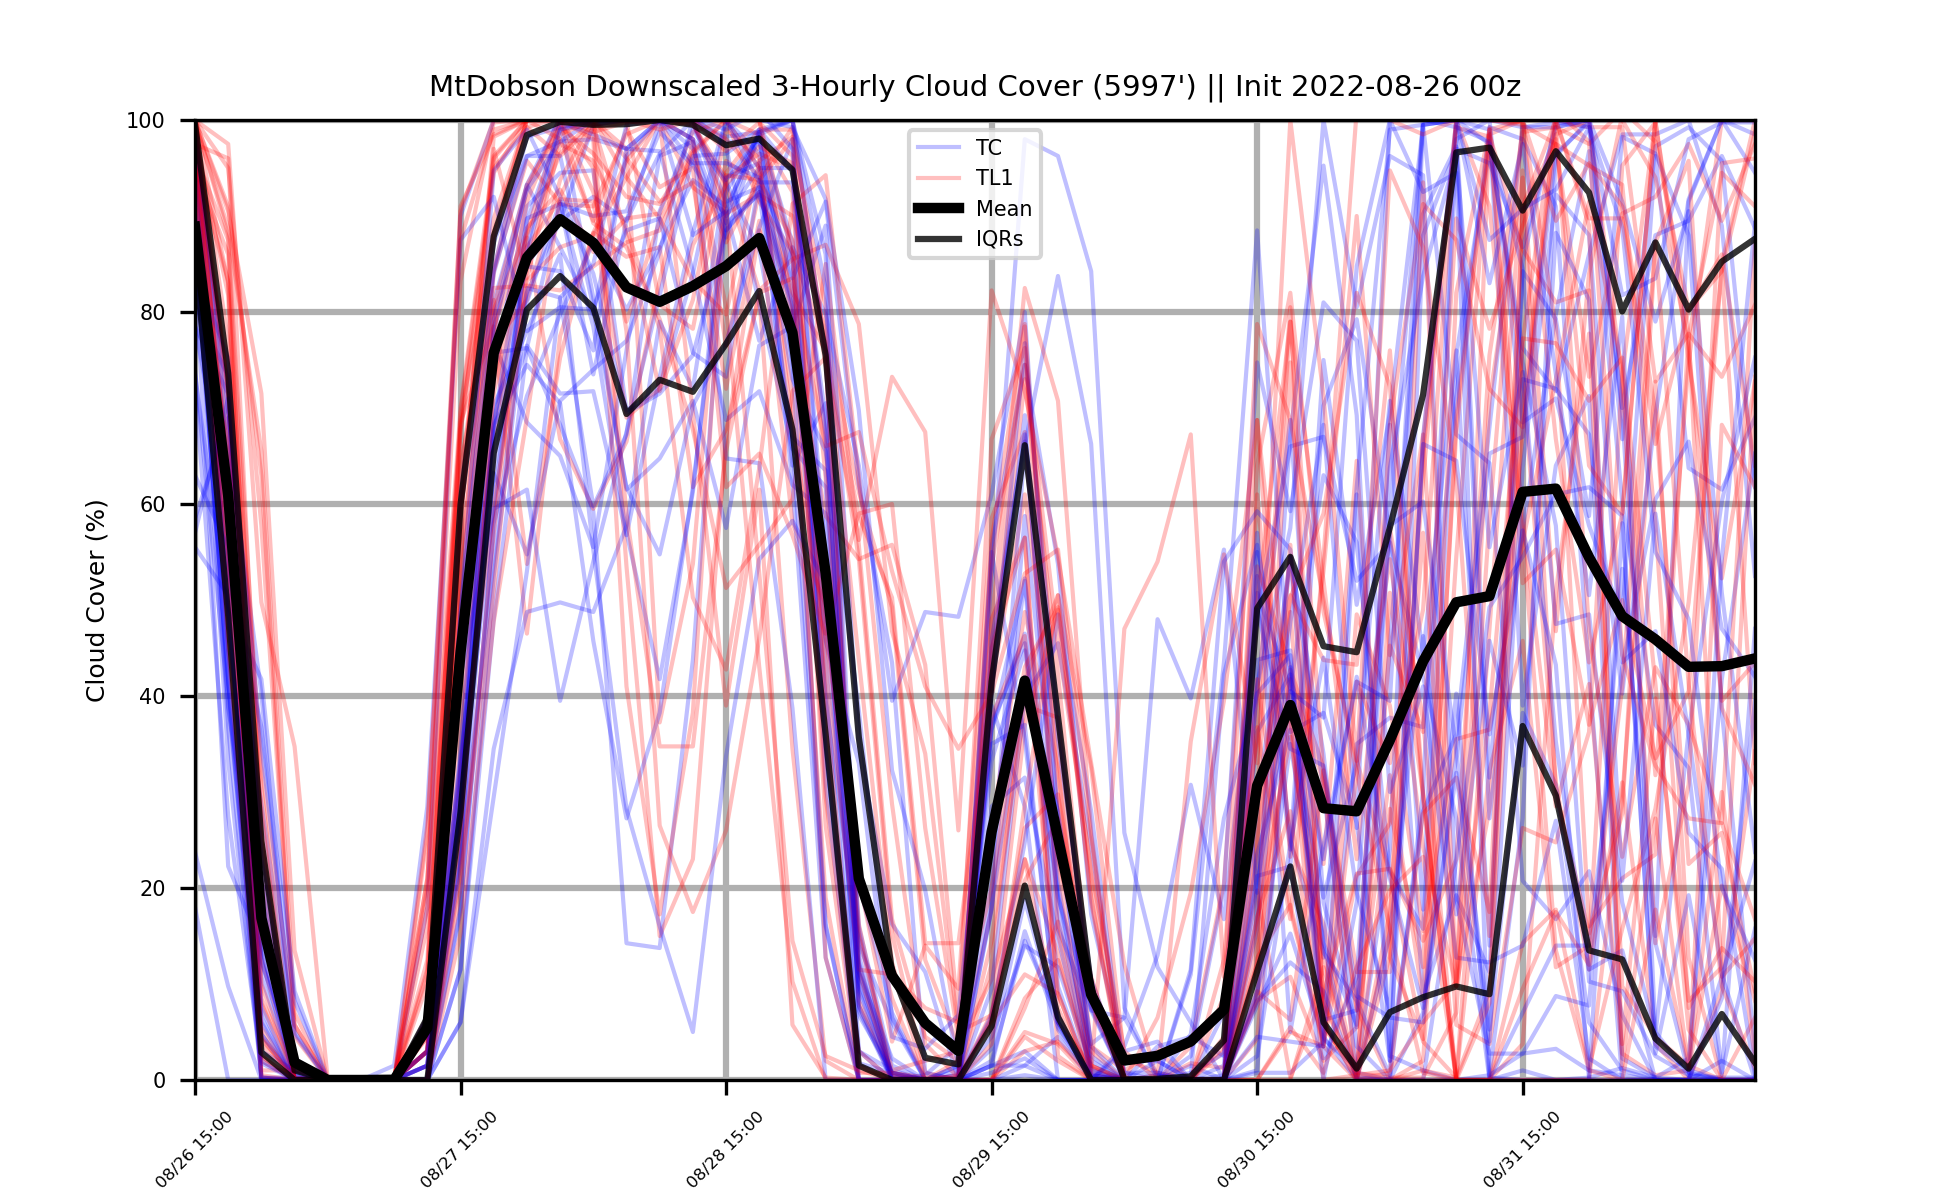 MtDobson Downscaled 3-Hourly Cloud Cover (5997') || Init 2022-08-26 00z
TC
TL1
Mean
IQRs
Cloud Cover (%)
100
80
60
40
20
0
08/26 15:00
08/27 15:00
08/28 15:00
08/29 15:00
08/30 15:00
08/31 15:00